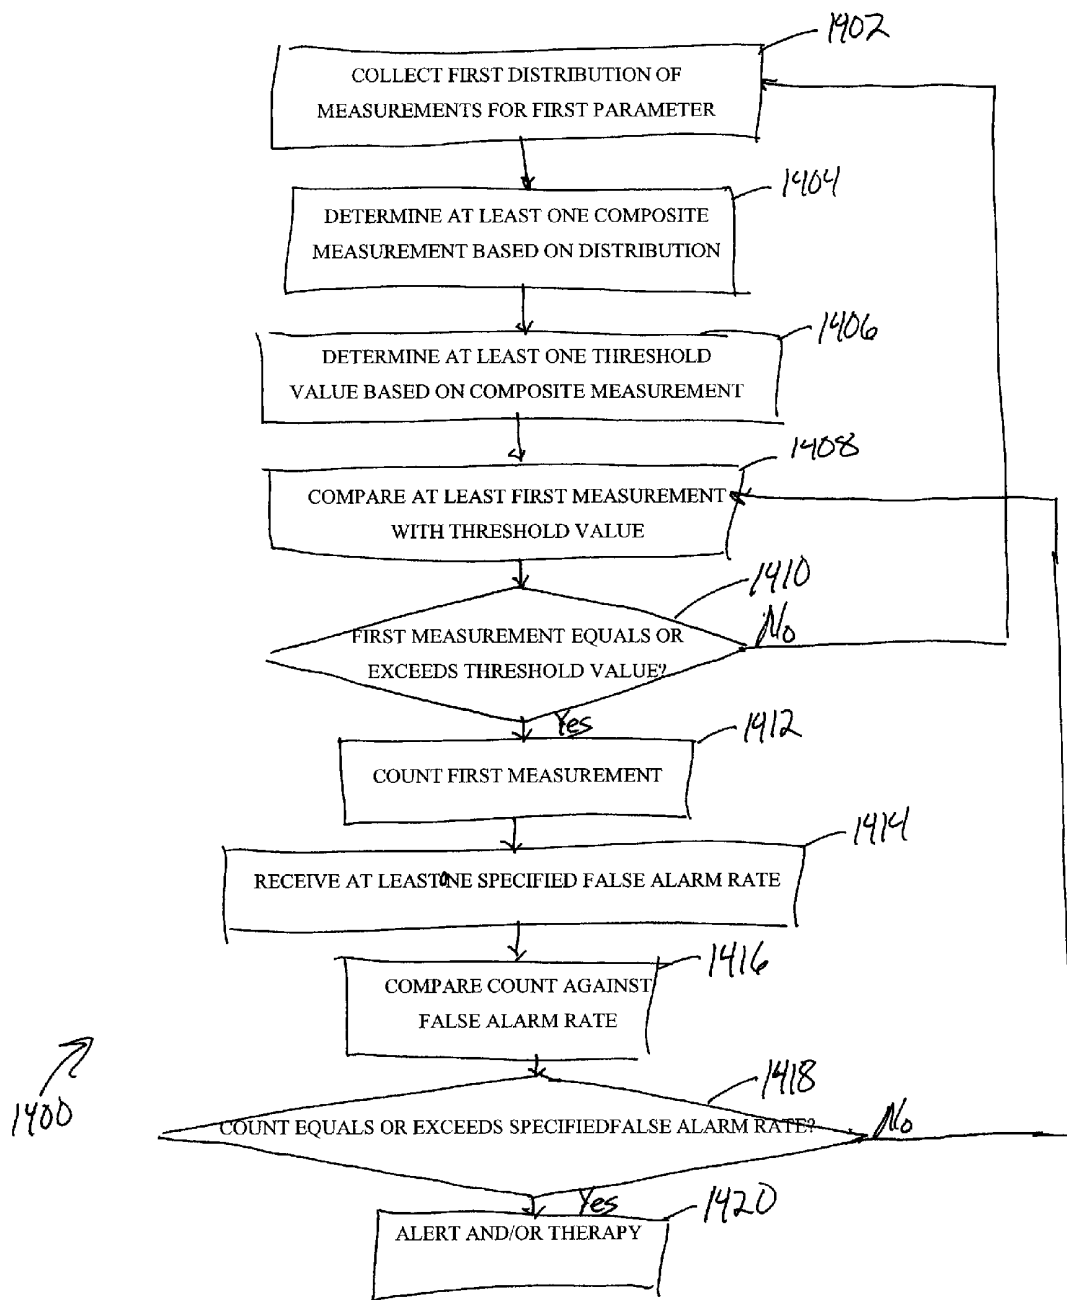 1402
COLLECT FIRST DISTRIBUTION OF
MEASUREMENTS FOR FIRST PARAMETER
1404
DETERMINE AT LEAST ONE COMPOSITE
MEASUREMENT BASED ON DISTRIBUTION
1406
DETERMINE AT LEAST ONE THRESHOLD
VALUE BASED ON COMPOSITE MEASUREMENT
1408
COMPARE AT LEAST FIRST MEASUREMENT
WITH THRESHOLD VALUE
1410
FIRST MEASUREMENT EQUALS OR
EXCEEDS THRESHOLD VALUE?
No
Yes
1412
COUNT FIRST MEASUREMENT
1414
RECEIVE AT LEAST ONE SPECIFIED FALSE ALARM RATE
1416
COMPARE COUNT AGAINST
FALSE ALARM RATE
1418
COUNT EQUALS OR EXCEEDS SPECIFIEDFALSE ALARM RATE?
No
1400
Yes
1420
ALERT AND/OR THERAPY